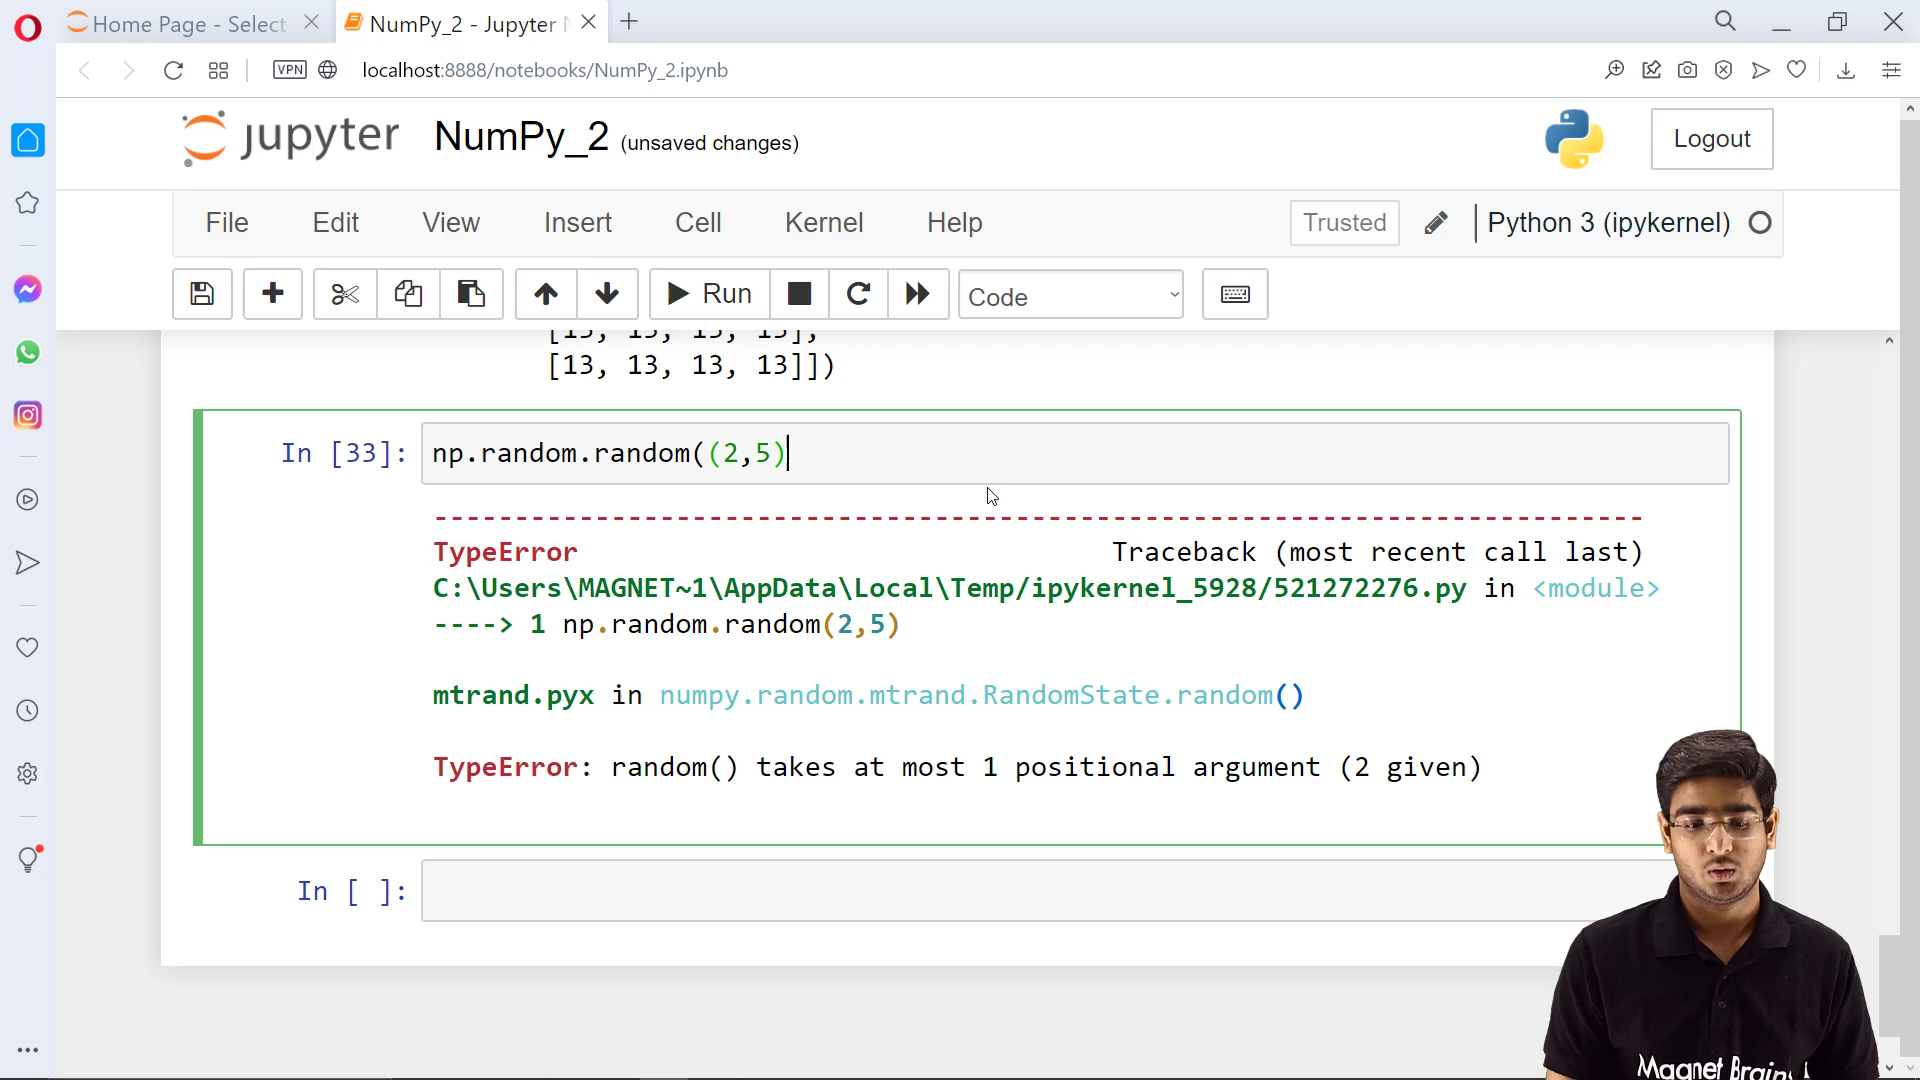 Home Page - Select
NumPy_2 - Jupyter N
VPN
localhost:8888/notebooks/NumPy_2.ipynb
jupyter
NumPy_2 (unsaved changes)
Logout
File Edit View Insert Cell Kernel Help
Trusted
Python 3 (ipykernel)
Run
Code
[13, 13, 13, 13],
[13, 13, 13, 13]])
In [33]: np.random.random((2,5)
---------------------------------------------------------------------------
TypeError Traceback (most recent call last)
C:\Users\MAGNET~1\AppData\Local\Temp/ipykernel_5928/521272276.py in <module>
----> 1 np.random.random(2,5)
mtrand.pyx in numpy.random.mtrand.RandomState.random()
TypeError: random() takes at most 1 positional argument (2 given)
In [ ]:
Magnet Brains